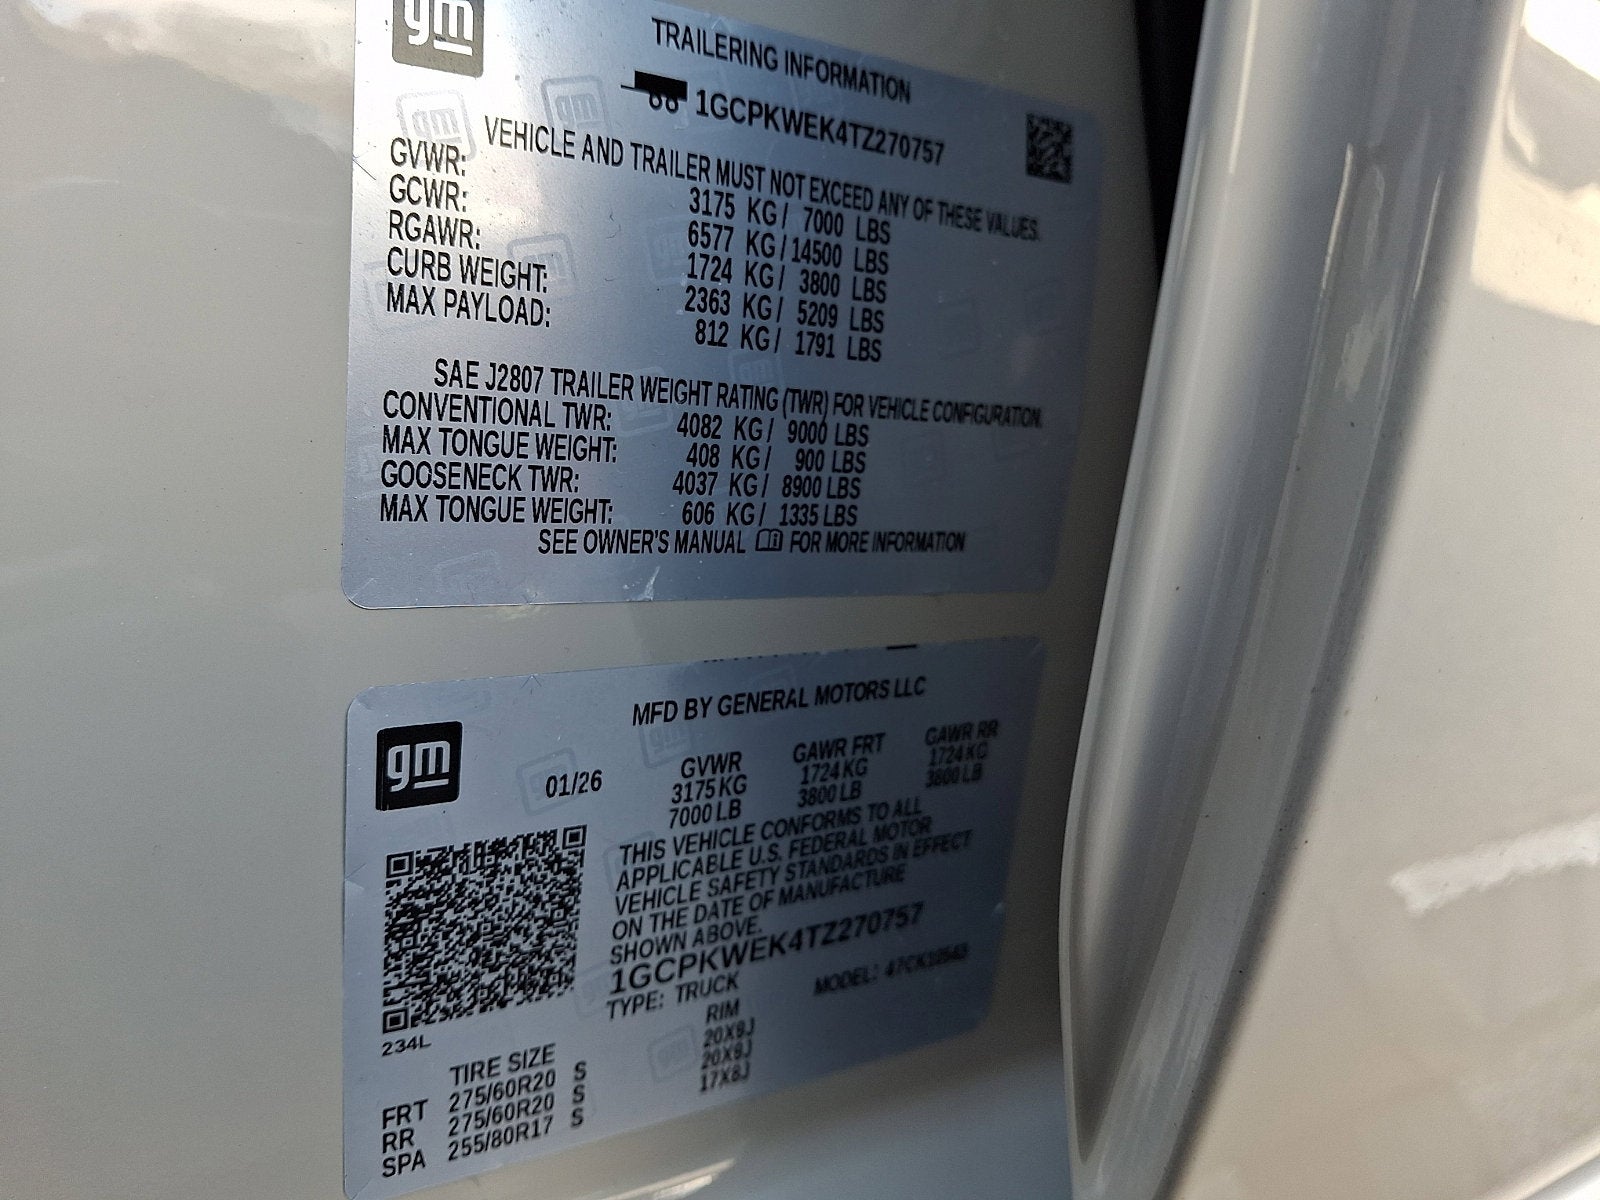 gm
TRAILERING INFORMATION
1GCPKWEK4TZ270757
VEHICLE AND TRAILER MUST NOT EXCEED ANY OF THESE VALUES.
GVWR: 3175 KG/ 7000 LBS
GCWR: 6577 KG/14500 LBS
RGAWR: 1724 KG/ 3800 LBS
CURB WEIGHT: 2363 KG/ 5209 LBS
MAX PAYLOAD: 812 KG/ 1791 LBS
SAE J2807 TRAILER WEIGHT RATING (TWR) FOR VEHICLE CONFIGURATION.
CONVENTIONAL TWR: 4082 KG/ 9000 LBS
MAX TONGUE WEIGHT: 408 KG/ 900 LBS
GOOSENECK TWR: 4037 KG/ 8900 LBS
MAX TONGUE WEIGHT: 606 KG/ 1335 LBS
SEE OWNER'S MANUAL FOR MORE INFORMATION
MFD BY GENERAL MOTORS LLC
gm
01/26
GVWR GAWR FRT GAWR RR
3175 KG 1724 KG 1724 KG
7000 LB 3800 LB 3800 LB
THIS VEHICLE CONFORMS TO ALL
APPLICABLE U.S. FEDERAL MOTOR
VEHICLE SAFETY STANDARDS IN EFFECT
ON THE DATE OF MANUFACTURE
SHOWN ABOVE.
1GCPKWEK4TZ270757
TYPE: TRUCK MODEL:
234L
TIRE SIZE RIM
FRT 275/60R20 S 20X9J
RR 275/60R20 S 20X9J
SPA 255/80R17 S 17X8J